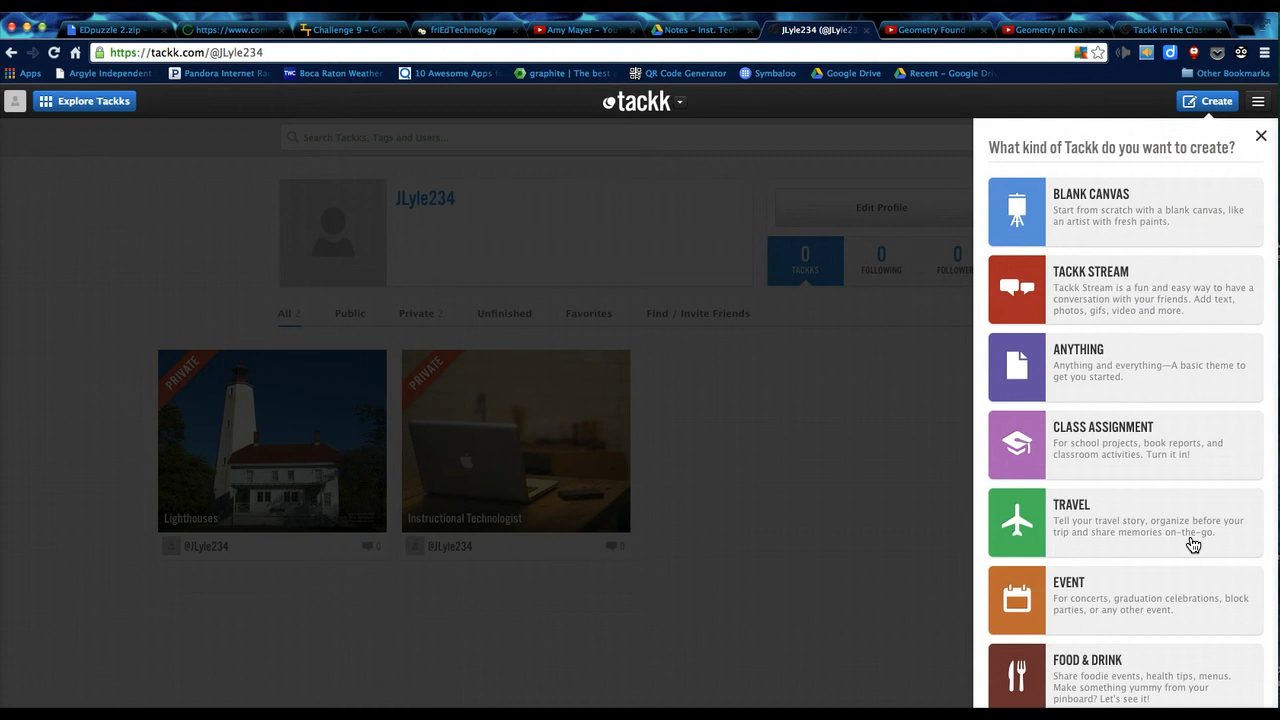 EDpuzzle 2.zip -
https://www.com
Challenge 9 – Get
friEdTechnology
Amy Mayer – YouT
Notes – Inst. Tech
JLyle234 (@JLyle23
Geometry Found I
Geometry in Real
Tackk in the Class
https://tackk.com/@JLyle234
Apps
Argyle Independent
Pandora Internet Ra
Boca Raton Weather
10 Awesome Apps f
graphite | The best
QR Code Generator
Symbaloo
Google Drive
Recent – Google Dri
Other Bookmarks
Explore Tackks
tackk
Create
Search Tackks, Tags and Users...
JLyle234
Edit Profile
0
TACKKS
0
FOLLOWING
0
FOLLOWER
All 2
Public
Private 2
Unfinished
Favorites
Find / Invite Friends
PRIVATE
Lighthouses
@JLyle234
0
PRIVATE
Instructional Technologist
@JLyle234
0
What kind of Tackk do you want to create?
BLANK CANVAS
Start from scratch with a blank canvas, like
an artist with fresh paints.
TACKK STREAM
Tackk Stream is a fun and easy way to have a
conversation with your friends. Add text,
photos, gifs, video and more.
ANYTHING
Anything and everything—A basic theme to
get you started.
CLASS ASSIGNMENT
For school projects, book reports, and
classroom activities. Turn it in!
TRAVEL
Tell your travel story, organize before your
trip and share memories on-the-go.
EVENT
For concerts, graduation celebrations, block
parties, or any other event.
FOOD & DRINK
Share foodie events, health tips, menus.
Make something yummy from your
pinboard? Let's see it!